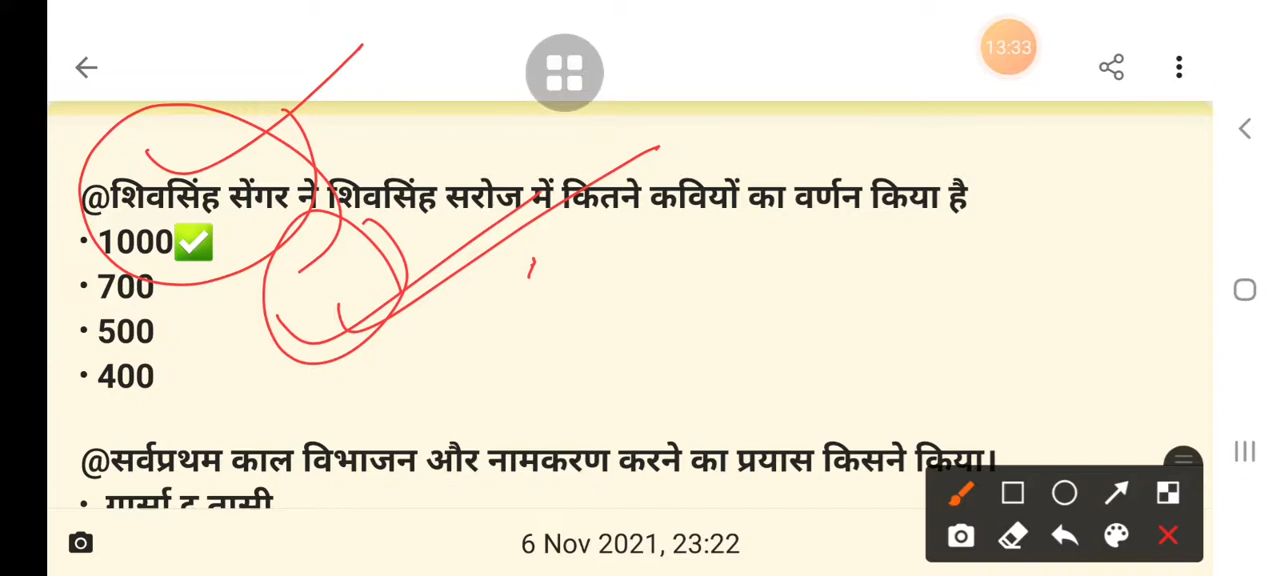 13:33
@शिवसिंह सेंगर ने शिवसिंह सरोज में कितने कवियों का वर्णन किया है
• 1000✅
• 700
• 500
• 400
@सर्वप्रथम काल विभाजन और नामकरण करने का प्रयास किसने किया।
• गार्सा द तासी
6 Nov 2021, 23:22